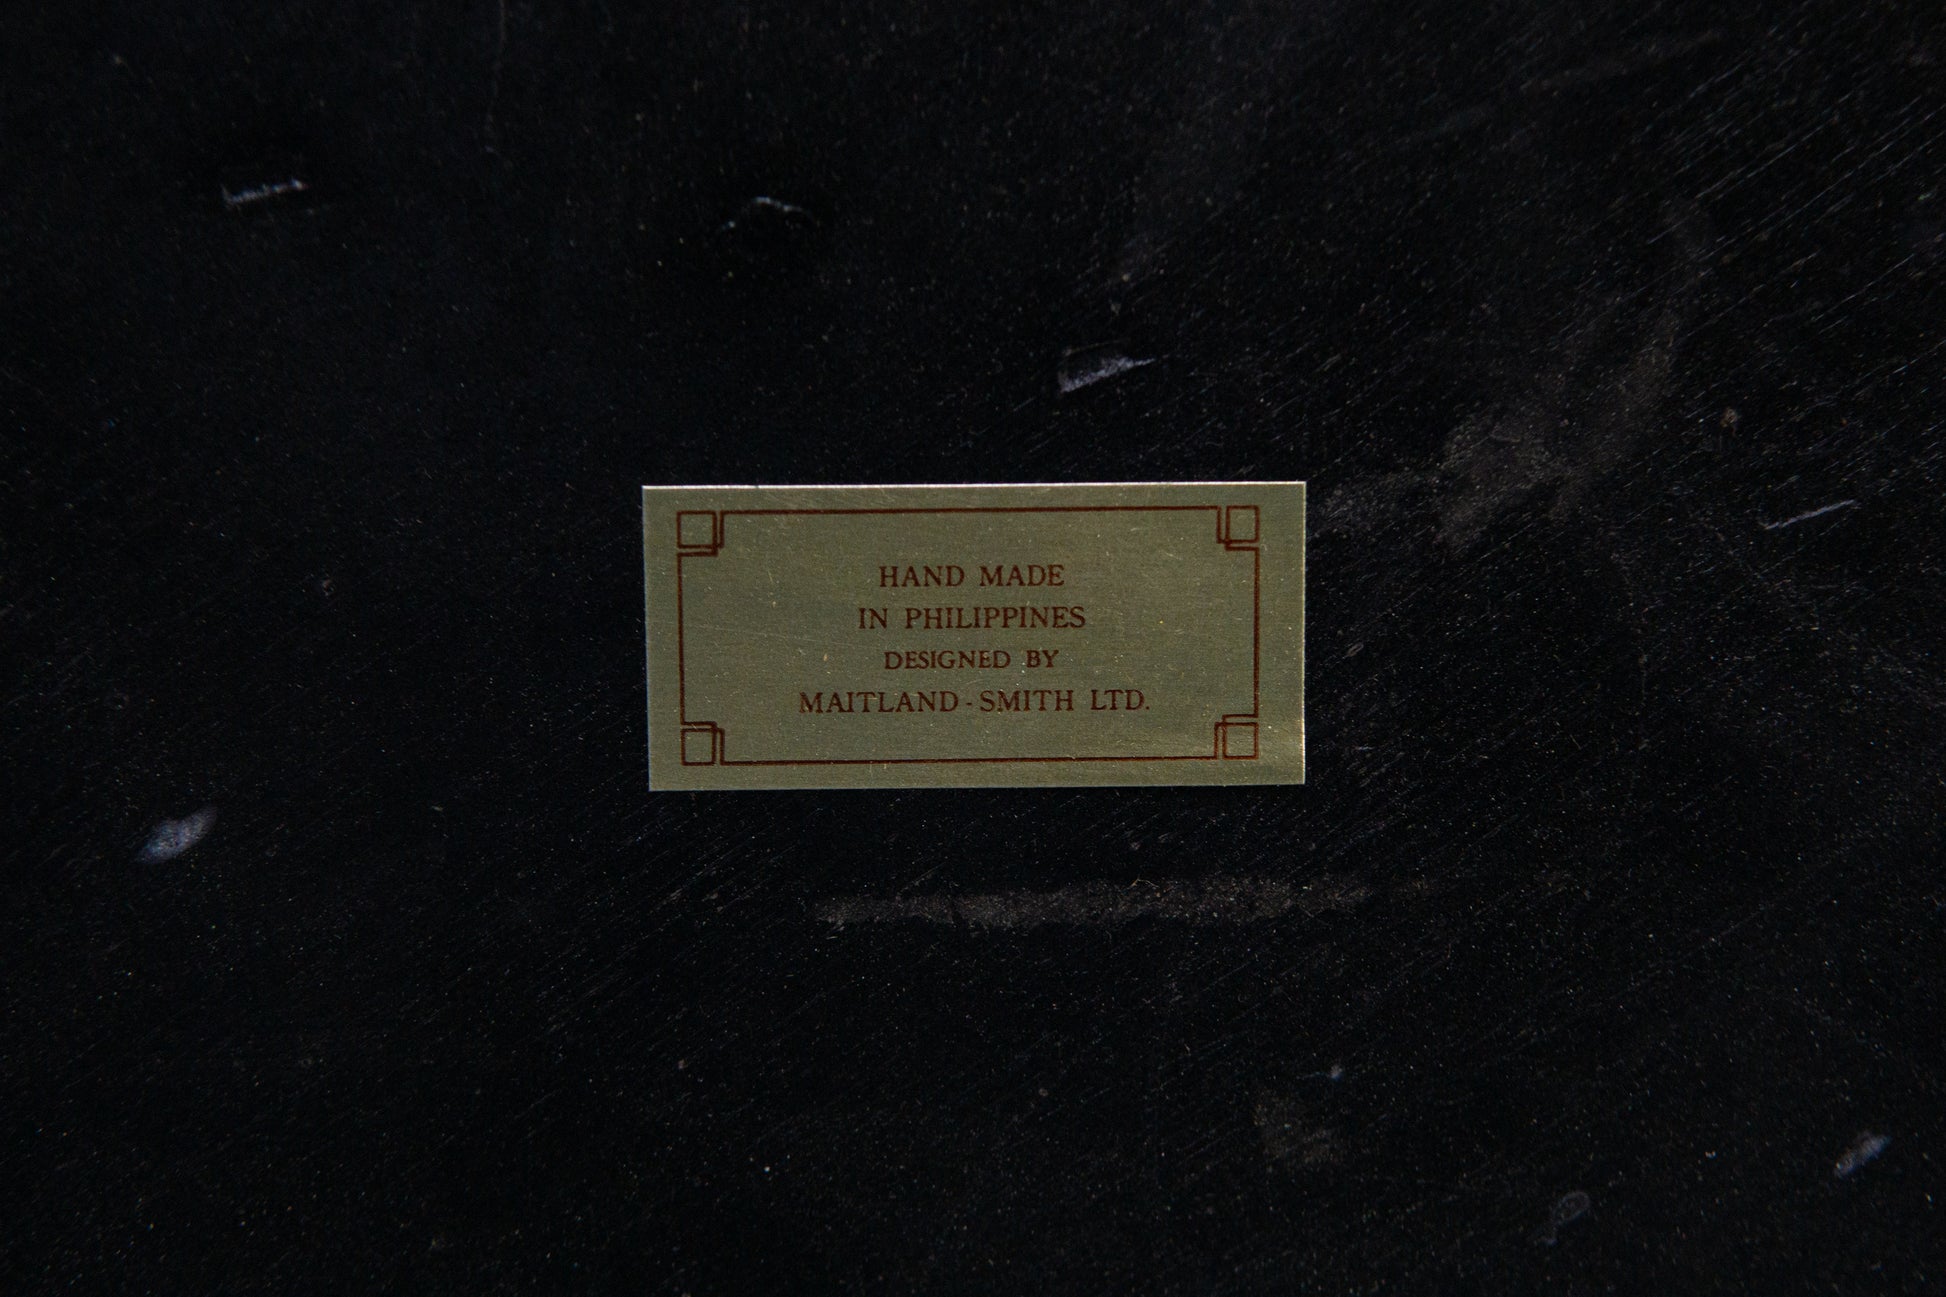 HAND MADE
IN PHILIPPINES
DESIGNED BY
MAITLAND-SMITH LTD.